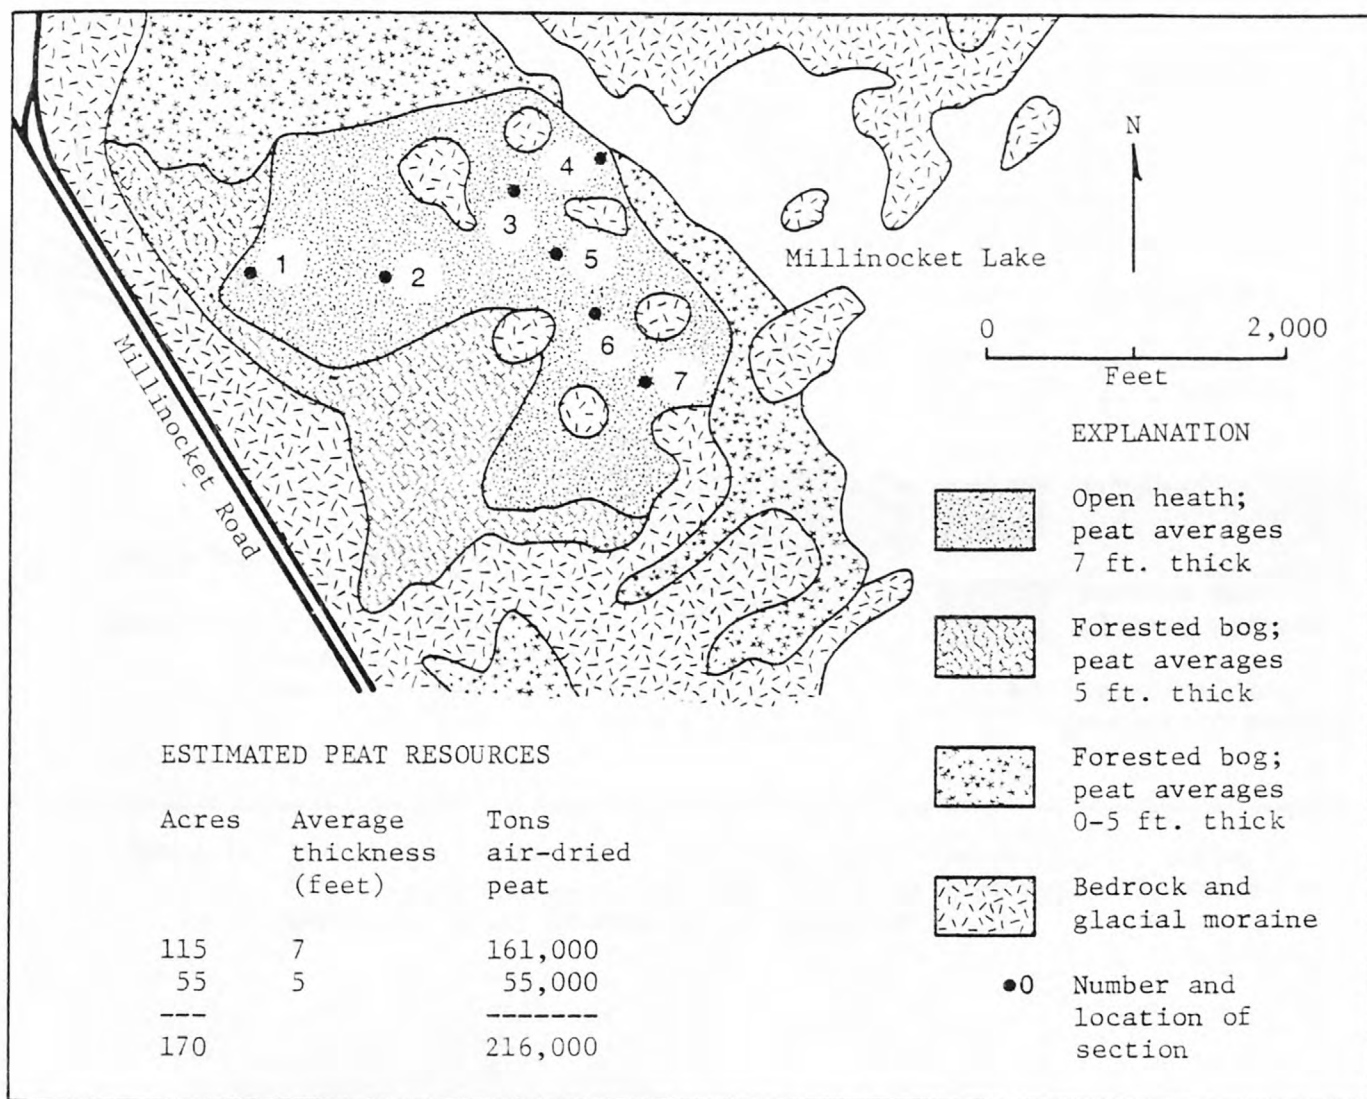 N
Millinocket Lake
0 2,000
Feet
1
2
3
4
5
6
7
Millinocket Road
EXPLANATION
Open heath;
peat averages
7 ft. thick
Forested bog;
peat averages
5 ft. thick
Forested bog;
peat averages
0-5 ft. thick
Bedrock and
glacial moraine
0 Number and
location of
section
ESTIMATED PEAT RESOURCES
Acres Average Tons
thickness air-dried
(feet) peat
115 7 161,000
55 5 55,000
--- -------
170 216,000